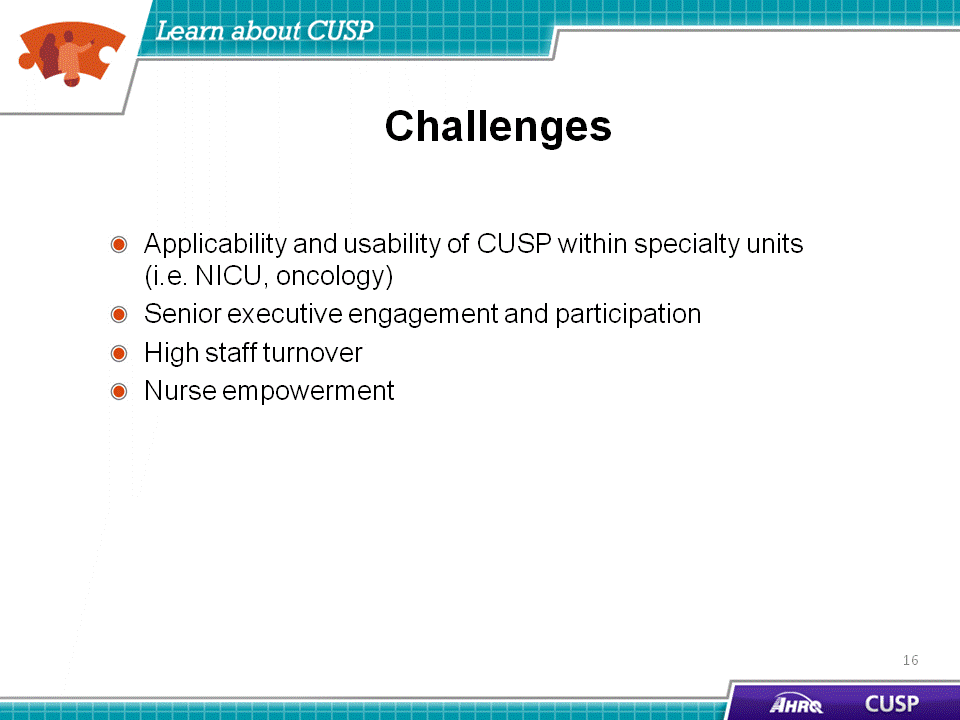 Learn about CUSP
Challenges
Applicability and usability of CUSP within specialty units
(i.e. NICU, oncology)
Senior executive engagement and participation
High staff turnover
Nurse empowerment
16
AHRQ CUSP